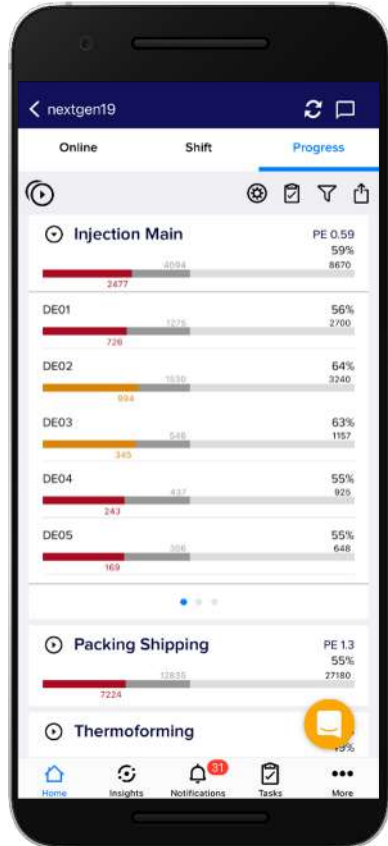 nextgen19
Online Shift Progress
Injection Main PE 0.59
59%
4094 8670
2477
DE01 56%
1275 2700
726
DE02 64%
1530 3240
994
DE03 63%
546 1157
345
DE04 55%
437 925
243
DE05 55%
306 648
169
Packing Shipping PE 1.3
55%
12835 27180
7224
Thermoforming
49%
31
Home Insights Notifications Tasks More